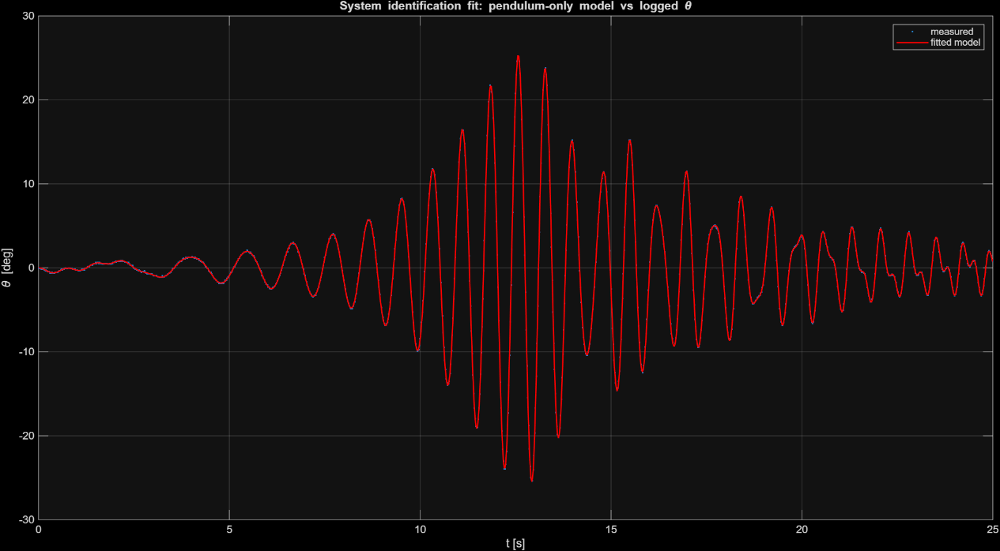 System identification fit: pendulum-only model vs logged θ
30
20
10
0
-10
-20
-30
θ [deg]
measured
fitted model
0 5 10 15 20 25
t [s]